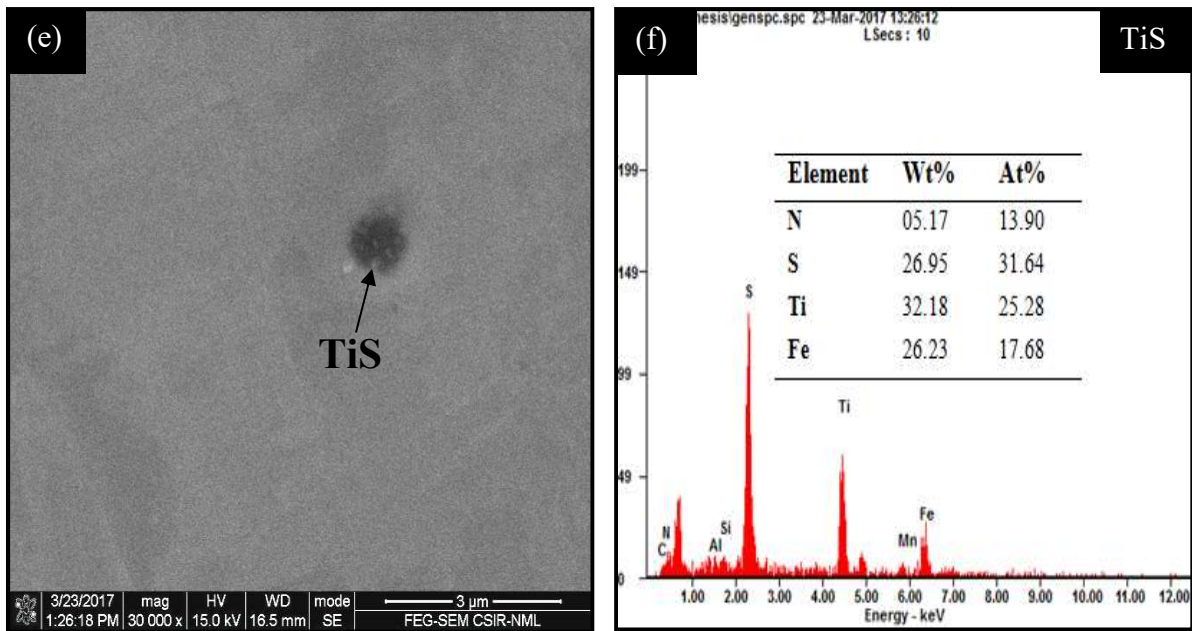 (e)
TiS
3/23/2017
1:26:18 PM
mag
30 000 x
HV
15.0 kV
WD
16.5 mm
mode
SE
3 µm
FEG-SEM CSIR-NML
(f)
hesis\genspc.spc 23-Mar-2017 13:26:12
LSecs : 10
TiS
Element Wt% At%
N 05.17 13.90
S 26.95 31.64
Ti 32.18 25.28
Fe 26.23 17.68
199
149
99
49
0
C
N
Al
Si
S
Ti
Mn
Fe
1.00 2.00 3.00 4.00 5.00 6.00 7.00 8.00 9.00 10.00 11.00 12.00
Energy - keV